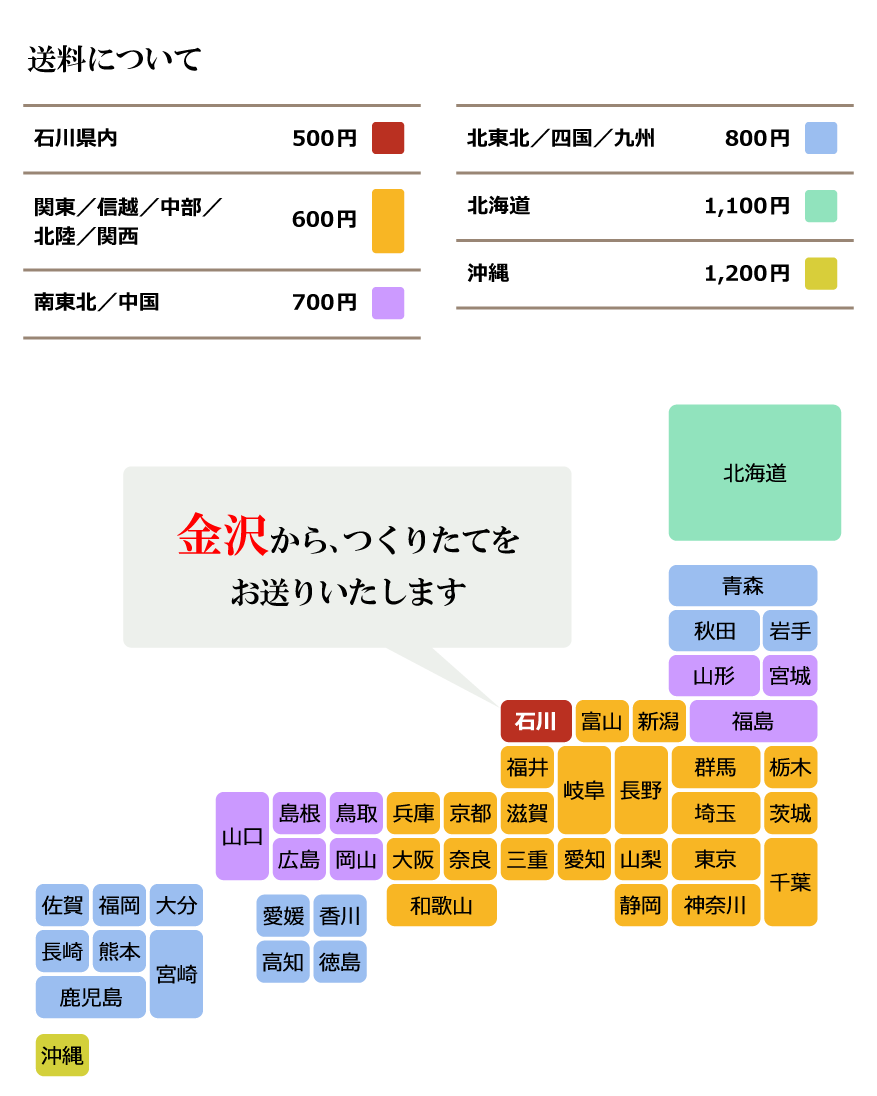 送料について
石川県内 500円
関東／信越／中部／
北陸／関西 600円
南東北／中国 700円
北東北／四国／九州 800円
北海道 1,100円
沖縄 1,200円
北海道
金沢から、つくりたてを
お送りいたします
青森
秋田 岩手
山形 宮城
石川 富山 新潟 福島
福井 岐阜 長野 群馬 栃木
山口 島根 鳥取 兵庫 京都 滋賀 埼玉 茨城
広島 岡山 大阪 奈良 三重 愛知 山梨 東京 千葉
佐賀 福岡 大分 愛媛 香川 和歌山 静岡 神奈川
長崎 熊本 宮崎 高知 徳島
鹿児島
沖縄